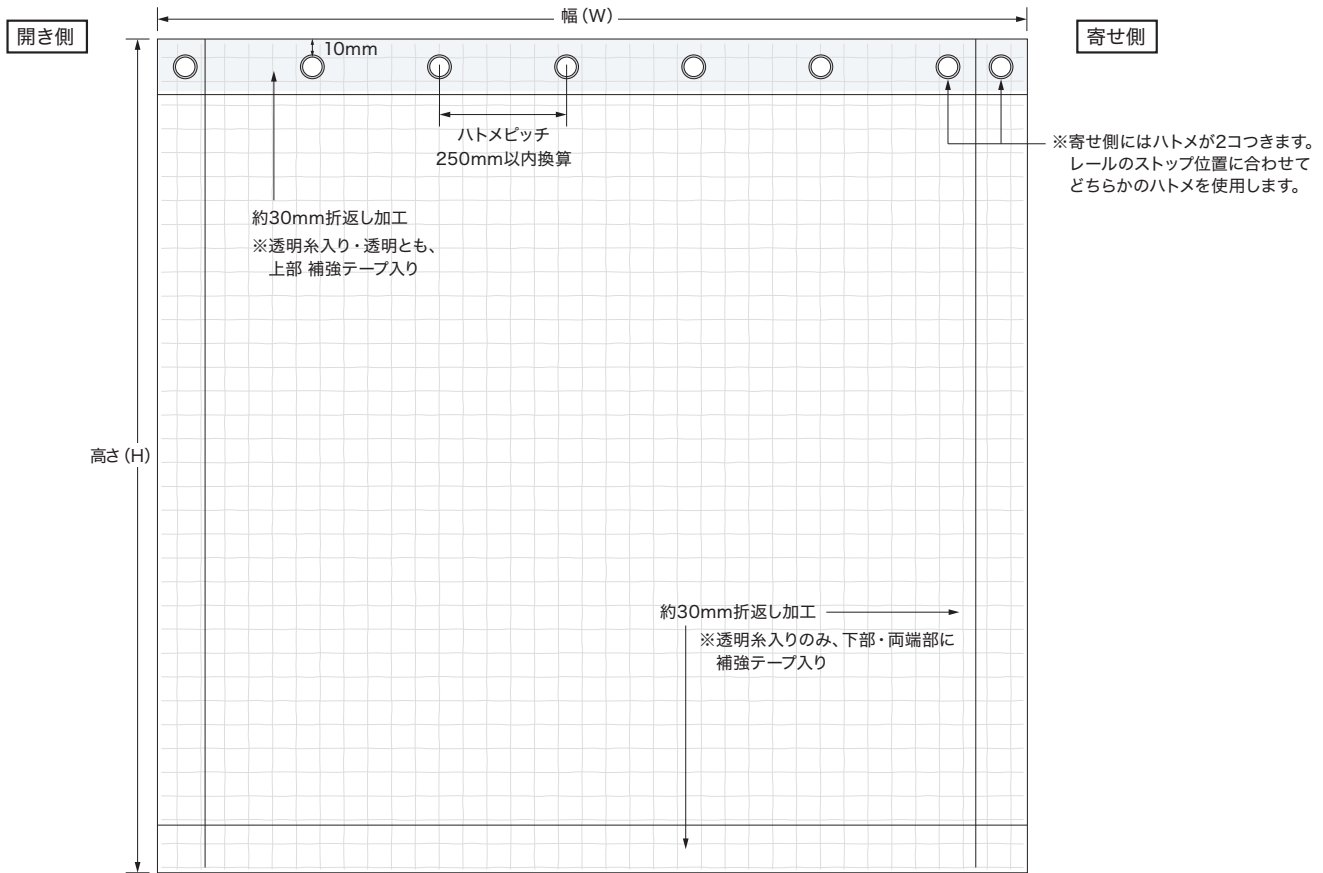 幅（W）
開き側
寄せ側
10mm
ハトメピッチ
250mm以内換算
※寄せ側にはハトメが2コつきます。
レールのストップ位置に合わせて
どちらかのハトメを使用します。
約30mm折返し加工
※透明糸入り・透明とも、
上部 補強テープ入り
高さ（H）
約30mm折返し加工
※透明糸入りのみ、下部・両端部に
補強テープ入り